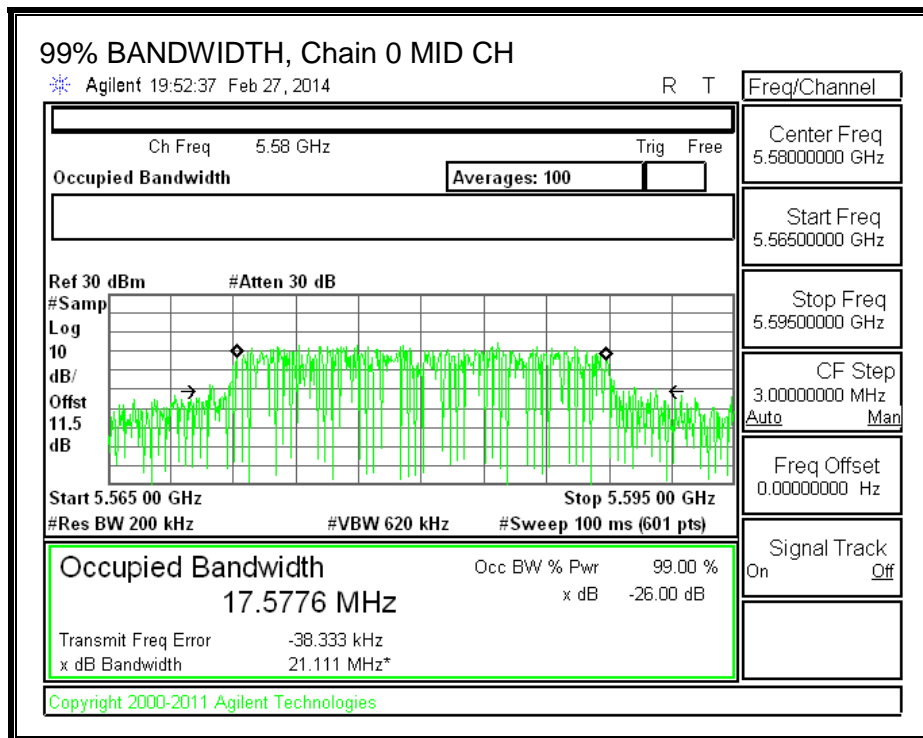 99% BANDWIDTH, Chain 0 MID CH
Agilent 19:52:37 Feb 27, 2014 R T
Ch Freq 5.58 GHz Trig Free
Occupied Bandwidth Averages: 100
Ref 30 dBm #Atten 30 dB
#Samp
Log
10
dB/
Offst
11.5
dB
Start 5.565 00 GHz Stop 5.595 00 GHz
#Res BW 200 kHz #VBW 620 kHz #Sweep 100 ms (601 pts)
Occupied Bandwidth Occ BW % Pwr 99.00 %
17.5776 MHz x dB -26.00 dB
Transmit Freq Error -38.333 kHz
x dB Bandwidth 21.111 MHz*
Copyright 2000-2011 Agilent Technologies
Freq/Channel
Center Freq
5.58000000 GHz
Start Freq
5.56500000 GHz
Stop Freq
5.59500000 GHz
CF Step
3.00000000 MHz
Auto Man
Freq Offset
0.00000000 Hz
Signal Track
On Off